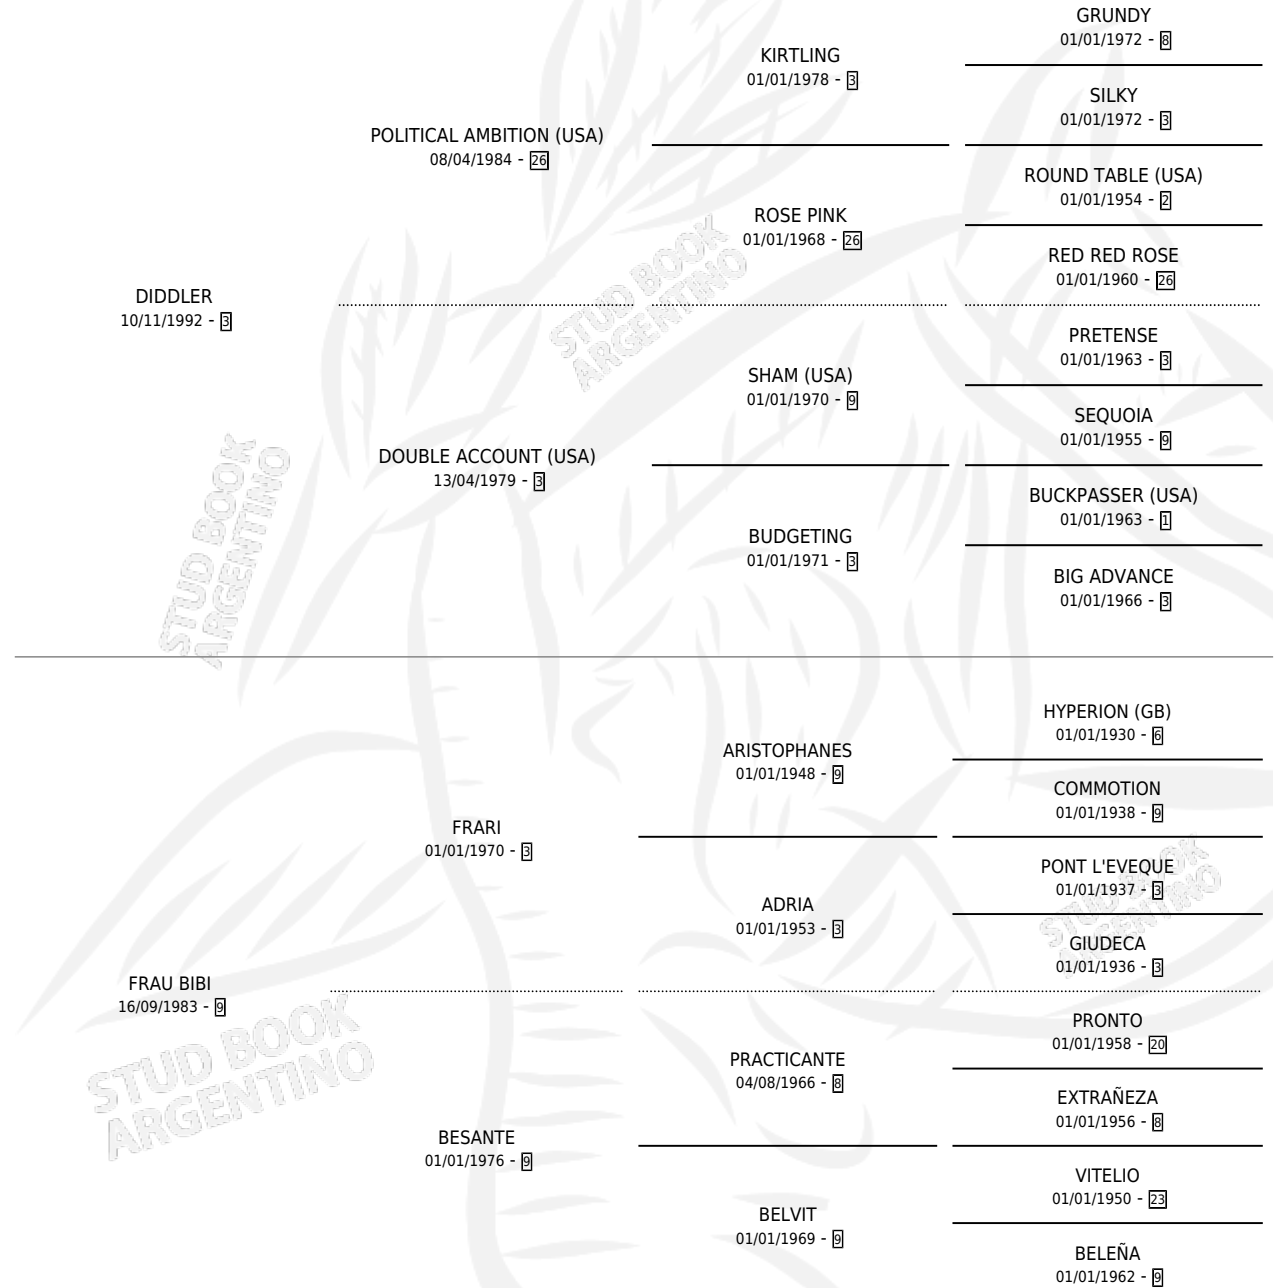 GRUNDY
01/01/1972 - 8
KIRTLING
01/01/1978 - 3
SILKY
01/01/1972 - 3
POLITICAL AMBITION (USA)
08/04/1984 - 26
ROUND TABLE (USA)
01/01/1954 - 2
ROSE PINK
01/01/1968 - 26
RED RED ROSE
01/01/1960 - 26
DIDDLER
10/11/1992 - 3
STUD BOOK
ARGENTINO
PRETENSE
01/01/1963 - 3
SHAM (USA)
01/01/1970 - 9
SEQUOIA
01/01/1955 - 9
DOUBLE ACCOUNT (USA)
13/04/1979 - 3
BUCKPASSER (USA)
01/01/1963 - 1
BUDGETING
01/01/1971 - 3
BIG ADVANCE
01/01/1966 - 3
STUD BOOK
ARGENTINO
HYPERION (GB)
01/01/1930 - 6
ARISTOPHANES
01/01/1948 - 9
COMMOTION
01/01/1938 - 9
FRARI
01/01/1970 - 3
PONT L'EVEQUE
01/01/1937 - 3
ADRIA
01/01/1953 - 3
GIUDECA
01/01/1936 - 3
STUD BOOK
ARGENTINO
FRAU BIBI
16/09/1983 - 9
PRONTO
01/01/1958 - 20
PRACTICANTE
04/08/1966 - 8
EXTRAÑEZA
01/01/1956 - 8
STUD BOOK
ARGENTINO
BESANTE
01/01/1976 - 9
VITELIO
01/01/1950 - 23
BELVIT
01/01/1969 - 9
BELEÑA
01/01/1962 - 9